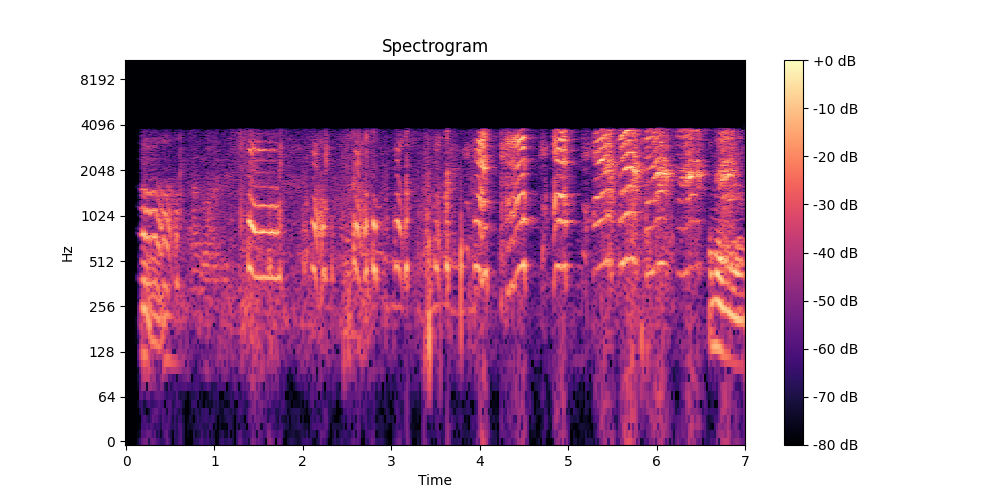 Spectrogram
Hz
8192
4096
2048
1024
512
256
128
64
0
0 1 2 3 4 5 6 7
Time
+0 dB
-10 dB
-20 dB
-30 dB
-40 dB
-50 dB
-60 dB
-70 dB
-80 dB